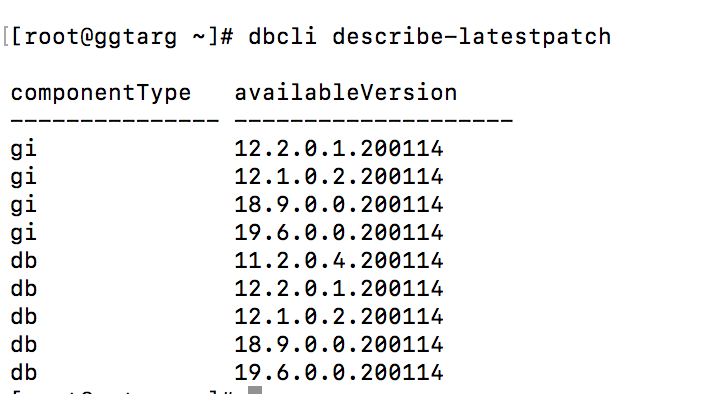 [[root@ggtarg ~]# dbcli describe-latestpatch
componentType   availableVersion
--------------- --------------------
gi              12.2.0.1.200114
gi              12.1.0.2.200114
gi              18.9.0.0.200114
gi              19.6.0.0.200114
db              11.2.0.4.200114
db              12.2.0.1.200114
db              12.1.0.2.200114
db              18.9.0.0.200114
db              19.6.0.0.200114